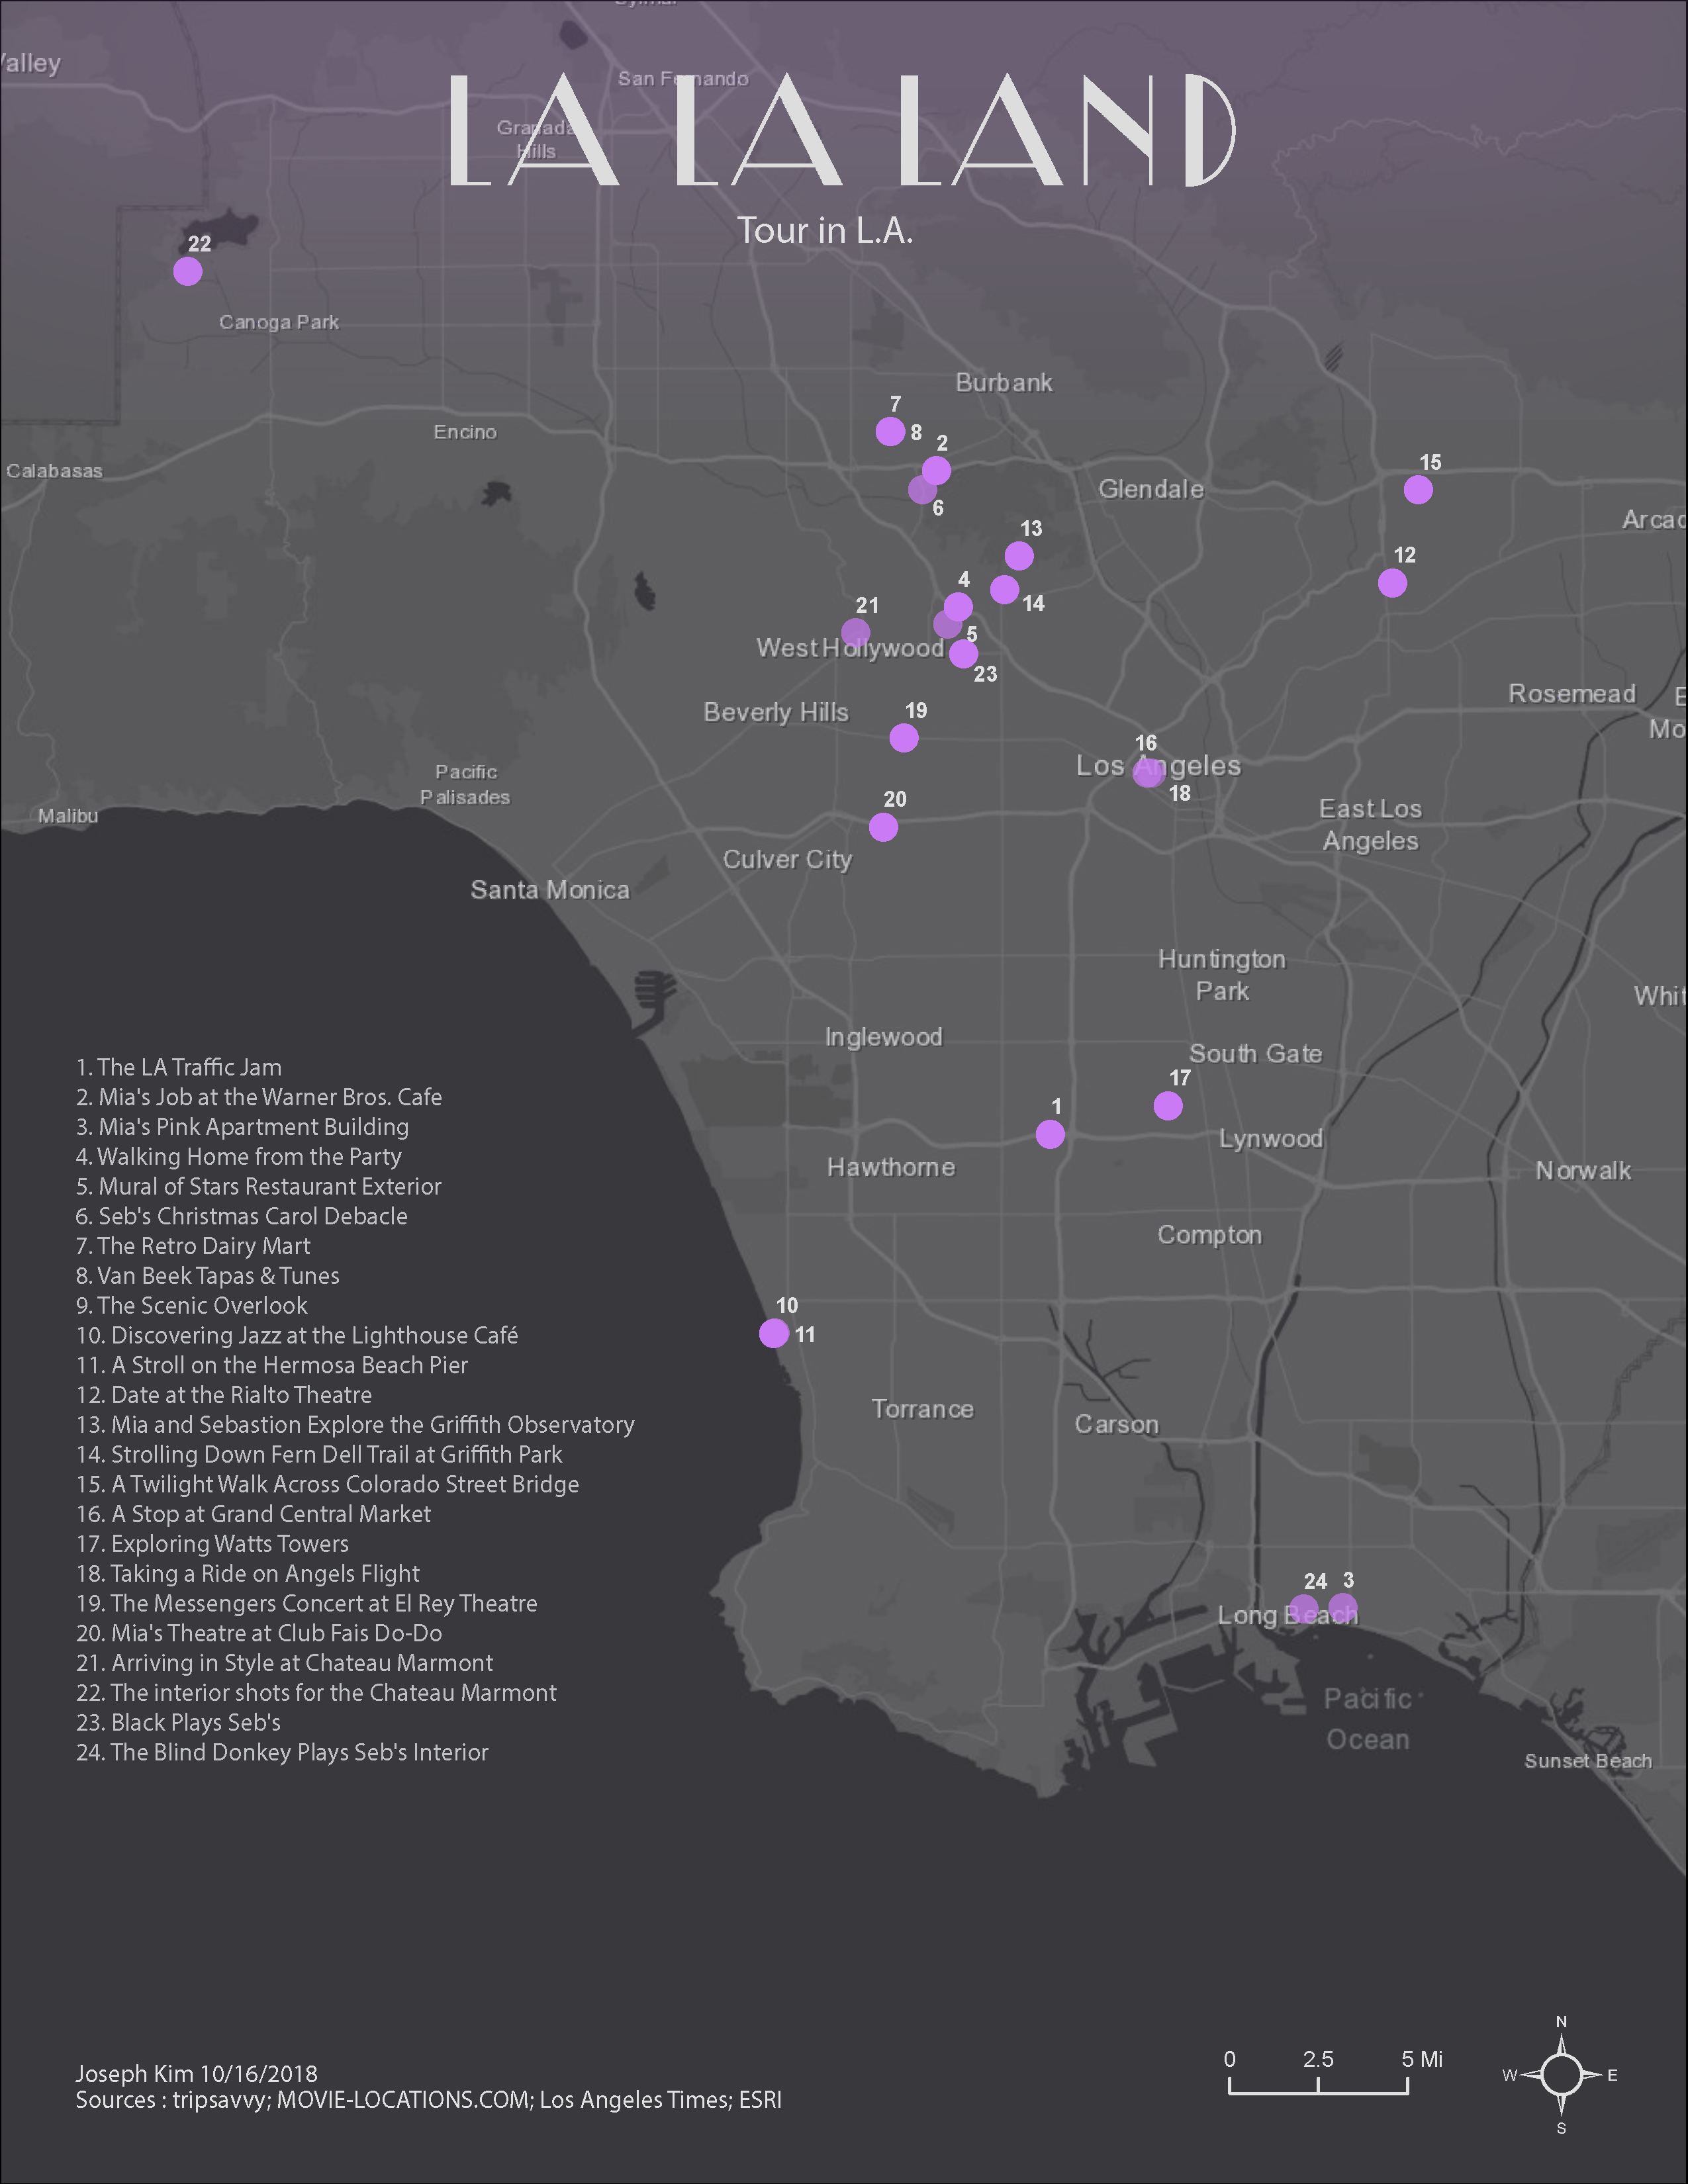 Valley
San Fernando
LA LA LAND
Granada
Hills
Tour in L.A.
22
Canoga Park
Burbank
7
8
2
Encino
15
Calabasas
Glendale
6
Arcad
13
12
4
14
21
5
West Hollywood
23
Rosemead
Beverly Hills
19
Mo
16
Los Angeles
Pacific
Palisades
18
20
Malibu
East Los
Angeles
Culver City
Santa Monica
Huntington
Park
Whit
Inglewood
South Gate
17
1
Lynwood
Hawthorne
Norwalk
Compton
10
11
Torrance
Carson
24
3
Long Beach
Pacific
Ocean
Sunset Beach
1. The LA Traffic Jam
2. Mia's Job at the Warner Bros. Cafe
3. Mia's Pink Apartment Building
4. Walking Home from the Party
5. Mural of Stars Restaurant Exterior
6. Seb's Christmas Carol Debacle
7. The Retro Dairy Mart
8. Van Beek Tapas & Tunes
9. The Scenic Overlook
10. Discovering Jazz at the Lighthouse Café
11. A Stroll on the Hermosa Beach Pier
12. Date at the Rialto Theatre
13. Mia and Sebastion Explore the Griffith Observatory
14. Strolling Down Fern Dell Trail at Griffith Park
15. A Twilight Walk Across Colorado Street Bridge
16. A Stop at Grand Central Market
17. Exploring Watts Towers
18. Taking a Ride on Angels Flight
19. The Messengers Concert at El Rey Theatre
20. Mia's Theatre at Club Fais Do-Do
21. Arriving in Style at Chateau Marmont
22. The interior shots for the Chateau Marmont
23. Black Plays Seb's
24. The Blind Donkey Plays Seb's Interior
Joseph Kim 10/16/2018
Sources : tripsavvy; MOVIE-LOCATIONS.COM; Los Angeles Times; ESRI
0 2.5 5 Mi
N
W E
S